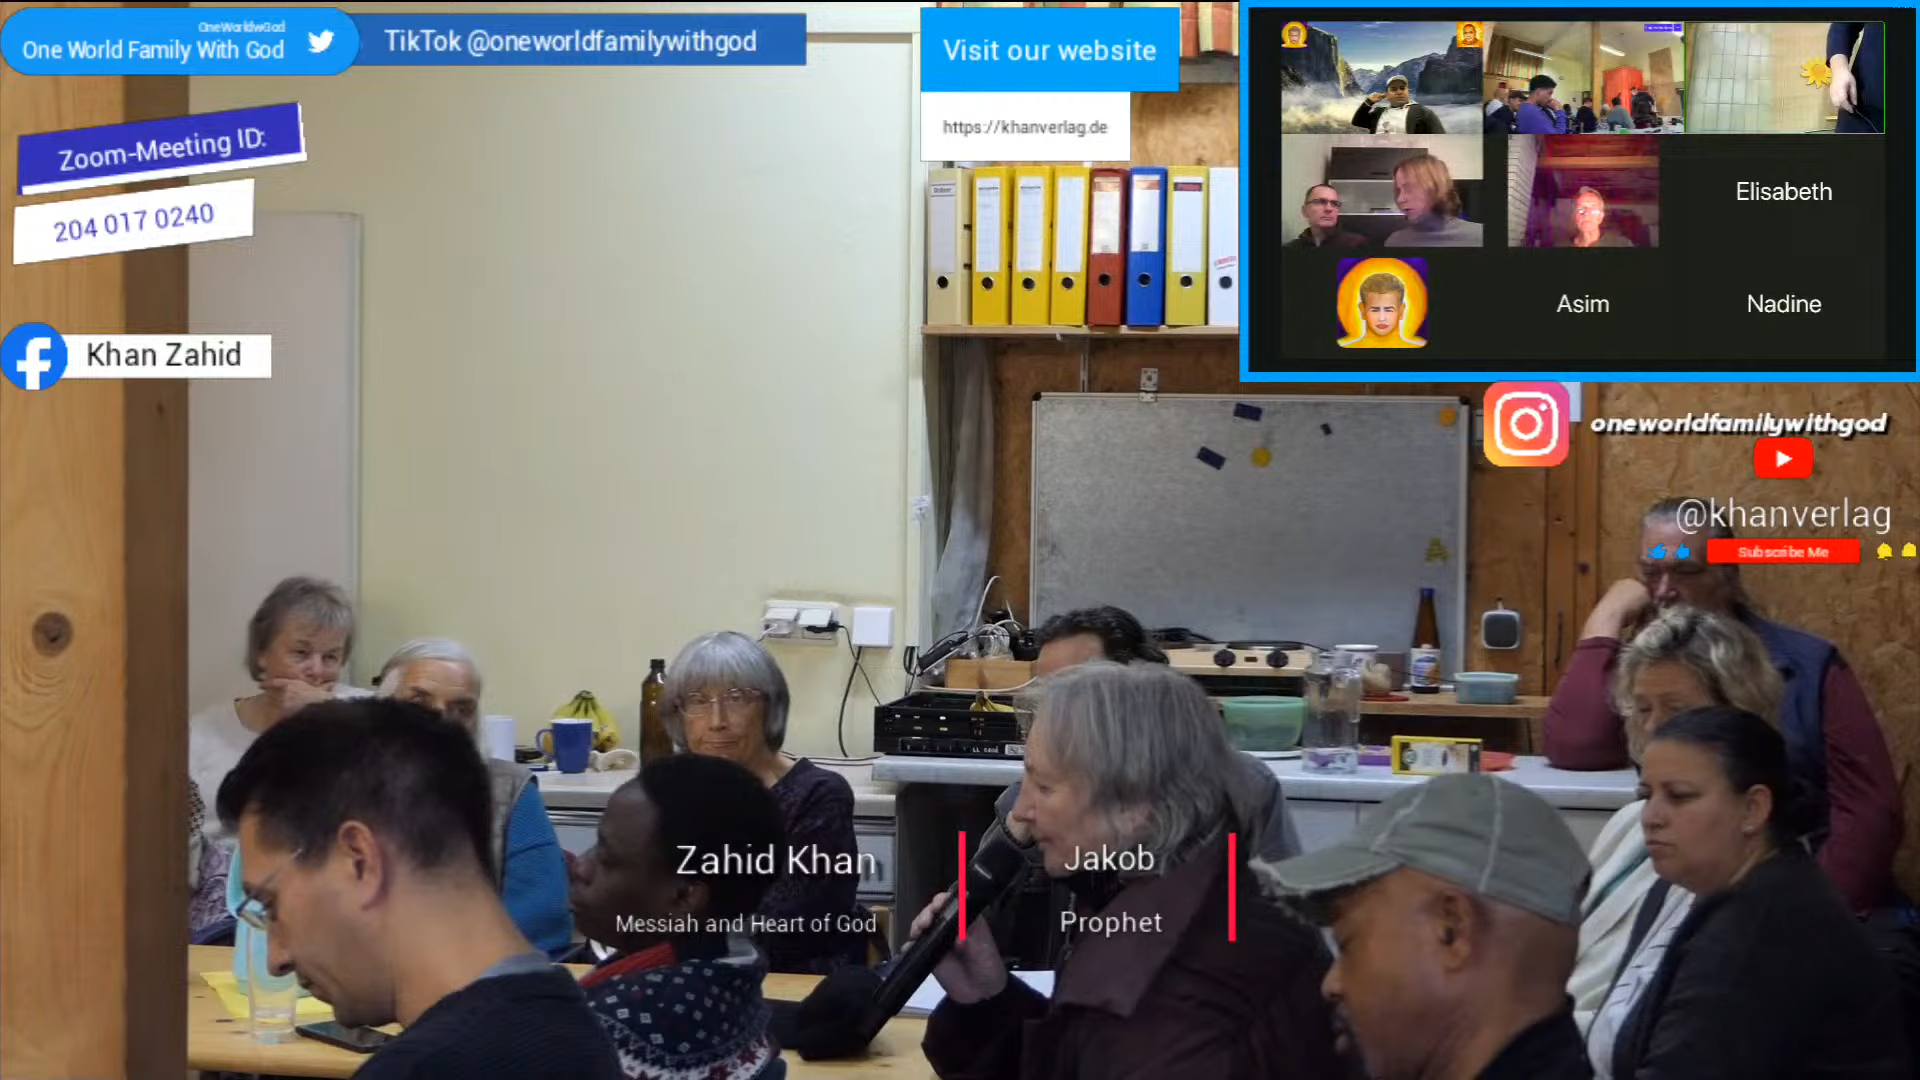 OneWorldwGod
One World Family With God
TikTok @oneworldfamilywithgod
Visit our website
https://khanverlag.de
Zoom-Meeting ID:
204 017 0240
Khan Zahid
Elisabeth
Asim
Nadine
oneworldfamilywithgod
@khanverlag
Subscribe Me
Zahid Khan
Messiah and Heart of God
Jakob
Prophet